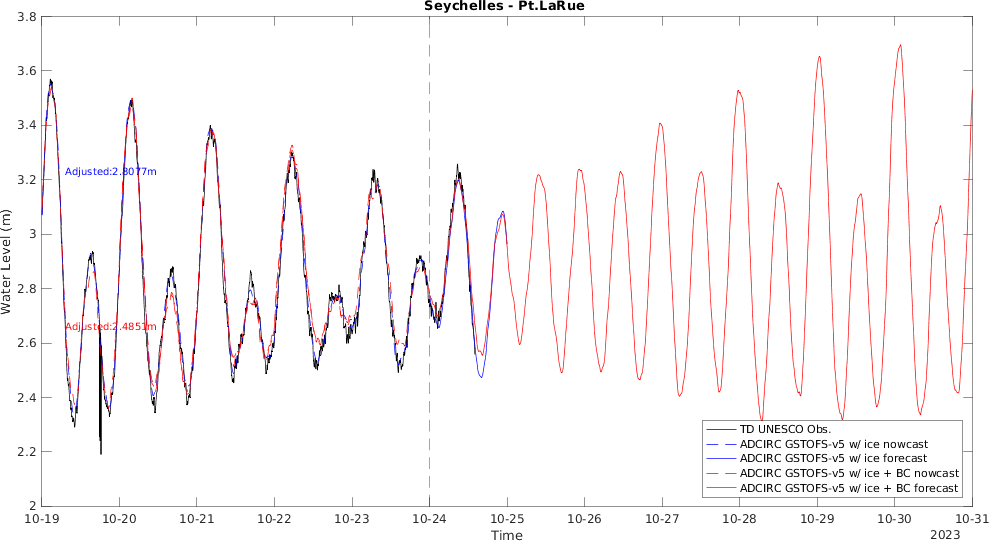 Seychelles - Pt.LaRue
3.8
3.6
3.4
3.2
3
2.8
2.6
2.4
2.2
2
Water Level (m)
Adjusted:2.8077m
Adjusted:2.4851m
TD UNESCO Obs.
ADCIRC GSTOFS-v5 w/ ice nowcast
ADCIRC GSTOFS-v5 w/ ice forecast
ADCIRC GSTOFS-v5 w/ ice + BC nowcast
ADCIRC GSTOFS-v5 w/ ice + BC forecast
10-19 10-20 10-21 10-22 10-23 10-24 10-25 10-26 10-27 10-28 10-29 10-30 10-31
Time
2023